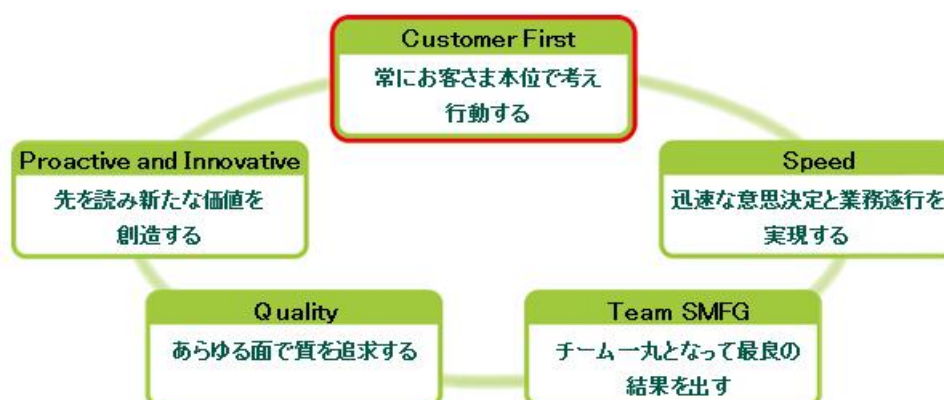 Customer First
常にお客さま本位で考え
行動する
Proactive and Innovative
先を読み新たな価値を
創造する
Speed
迅速な意思決定と業務遂行を
実現する
Quality
あらゆる面で質を追求する
Team SMFG
チーム一丸となって最良の
結果を出す